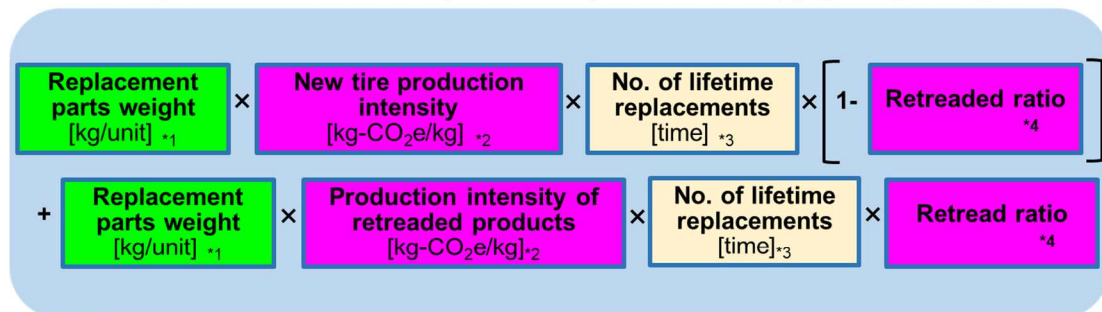 Replacement parts weight [kg/unit] *1 × New tire production intensity [kg-CO₂e/kg] *2 × No. of lifetime replacements [time] *3 × [ 1- Retreaded ratio *4 ]
+ Replacement parts weight [kg/unit] *1 × Production intensity of retreaded products [kg-CO₂e/kg]*2 × No. of lifetime replacements [time]*3 × Retread ratio *4